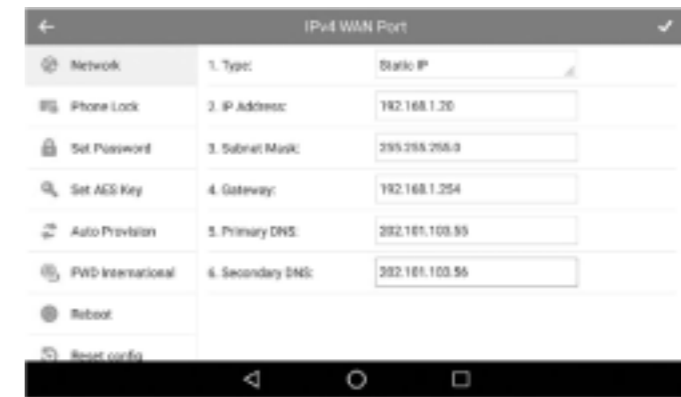 IPv4 WAN Port
Network
1. Type:
Static IP
Phone Lock
2. IP Address:
192.168.1.20
Set Password
3. Subnet Mask:
255.255.255.0
Set AES Key
4. Gateway:
192.168.1.254
Auto Provision
5. Primary DNS:
202.101.103.55
FWD International
6. Secondary DNS:
202.101.103.56
Reboot
Reset config